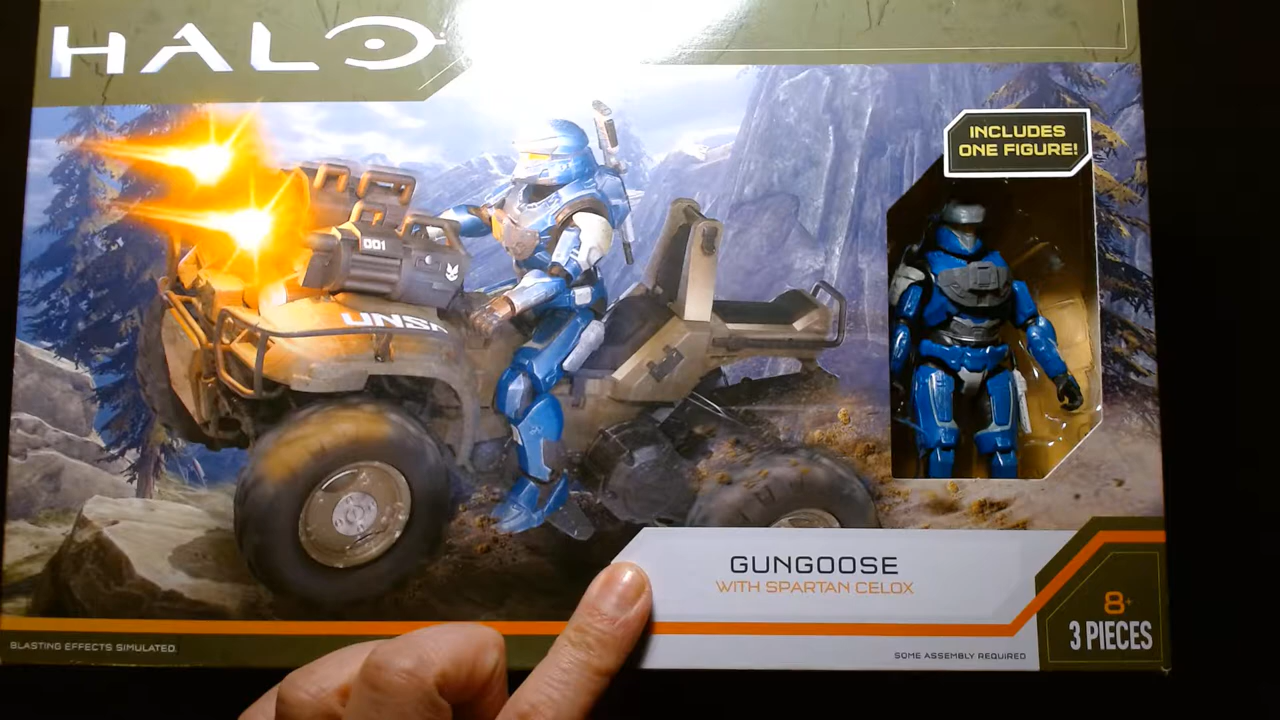 HALO
INCLUDES
ONE FIGURE!
001
UNSC
GUNGOOSE
WITH SPARTAN CELOX
8+
3 PIECES
BLASTING EFFECTS SIMULATED.
SOME ASSEMBLY REQUIRED